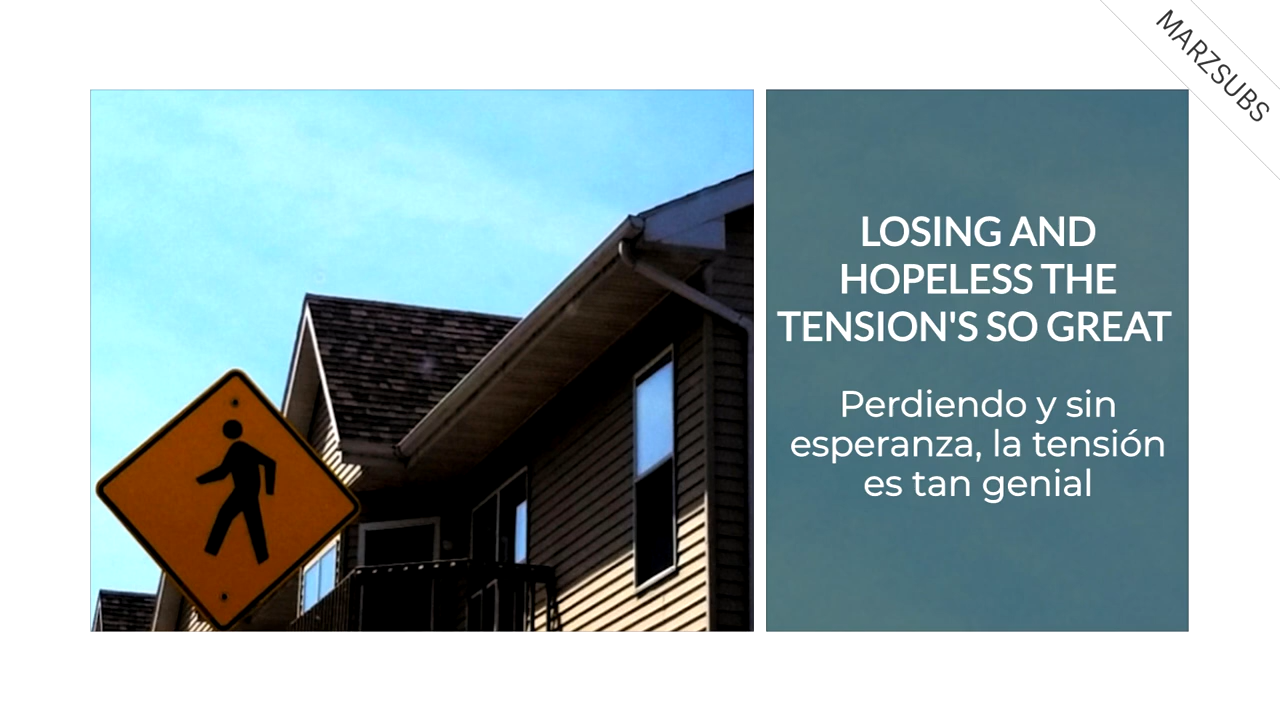 MARZSUBS
LOSING AND
HOPELESS THE
TENSION'S SO GREAT
Perdiendo y sin
esperanza, la tensión
es tan genial